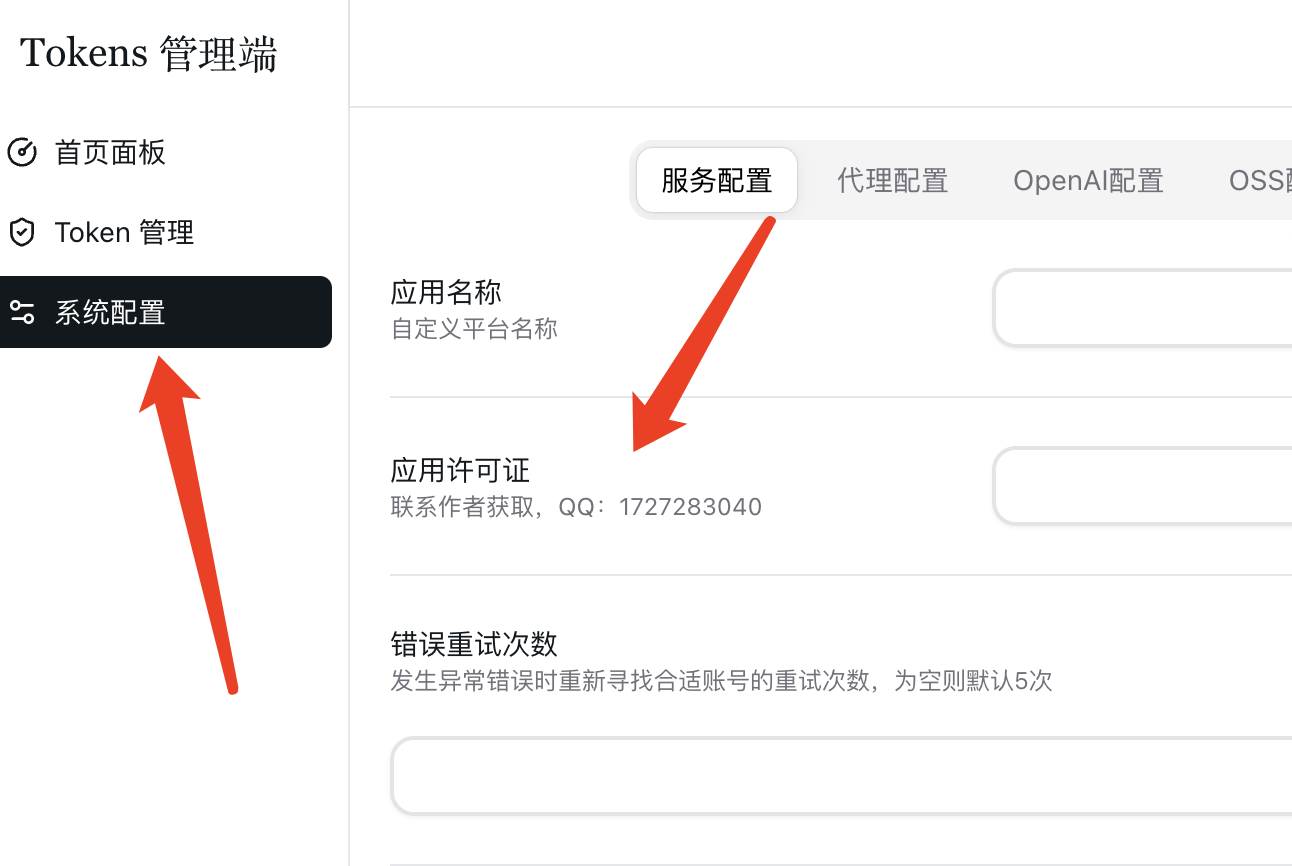 Tokens 管理端
首页面板
Token 管理
系统配置
服务配置
代理配置
OpenAI配置
OSS配
应用名称
自定义平台名称
应用许可证
联系作者获取，QQ：1727283040
错误重试次数
发生异常错误时重新寻找合适账号的重试次数，为空则默认5次